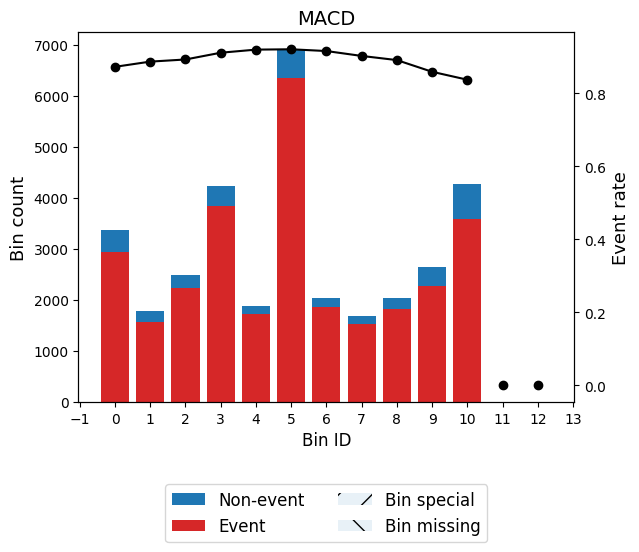 MACD
7000
6000
5000
4000
3000
2000
1000
0
Bin count
0.8
0.6
0.4
0.2
0.0
Event rate
−1 0 1 2 3 4 5 6 7 8 9 10 11 12 13
Bin ID
Non-event Bin special
Event Bin missing